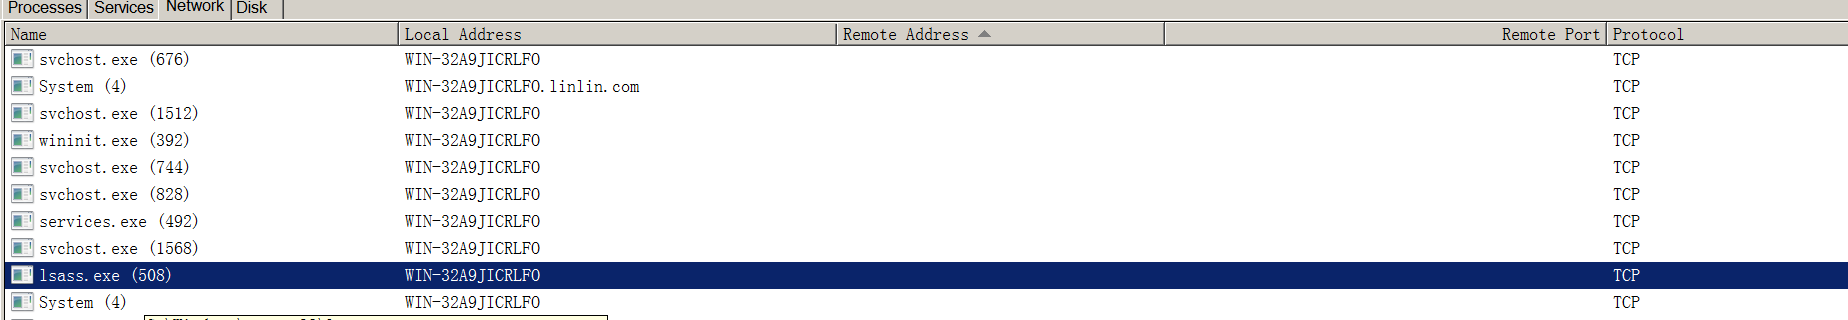 Processes Services Network Disk
Name Local Address Remote Address Remote Port Protocol
svchost.exe (676) WIN-32A9JICRLFO TCP
System (4) WIN-32A9JICRLFO.linlin.com TCP
svchost.exe (1512) WIN-32A9JICRLFO TCP
wininit.exe (392) WIN-32A9JICRLFO TCP
svchost.exe (744) WIN-32A9JICRLFO TCP
svchost.exe (828) WIN-32A9JICRLFO TCP
services.exe (492) WIN-32A9JICRLFO TCP
svchost.exe (1568) WIN-32A9JICRLFO TCP
lsass.exe (508) WIN-32A9JICRLFO TCP
System (4) WIN-32A9JICRLFO TCP